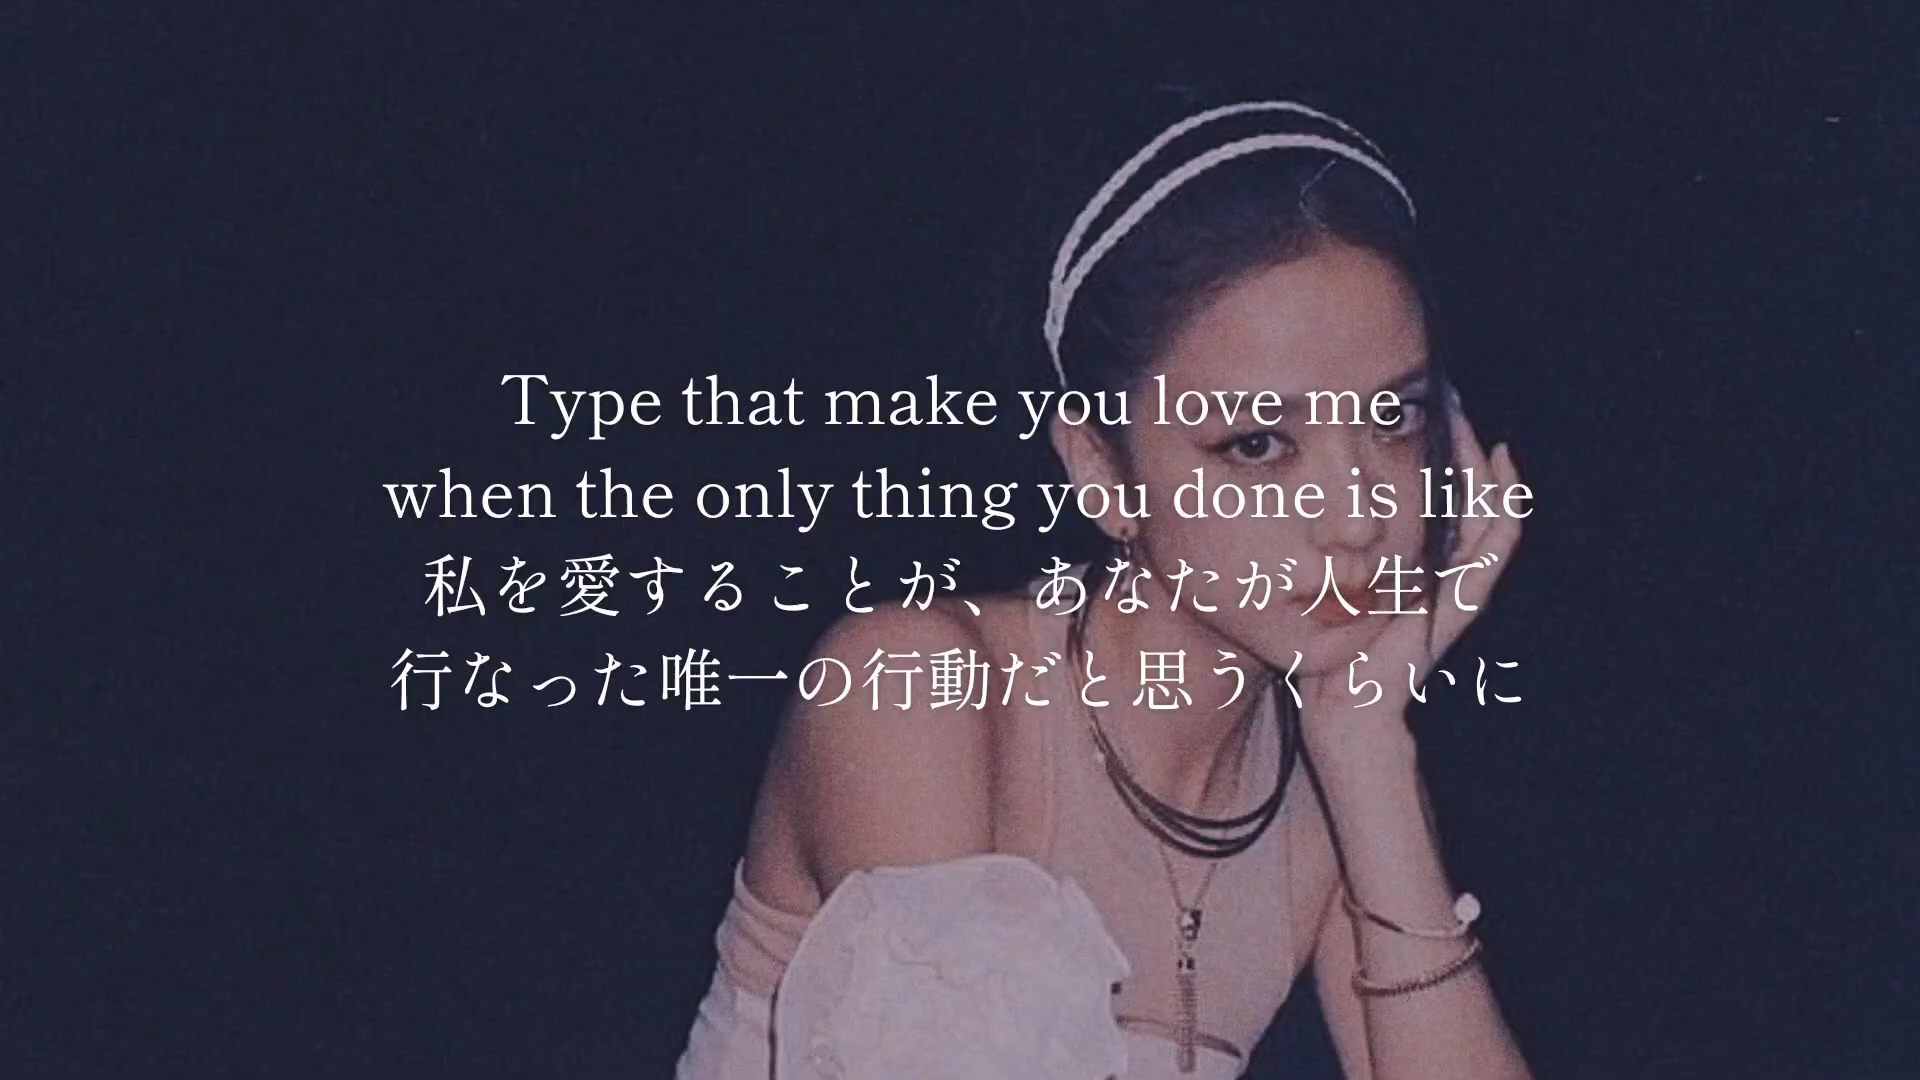 Type that make you love me
when the only thing you done is like
私を愛することが、あなたが人生で
行なった唯一の行動だと思うくらいに